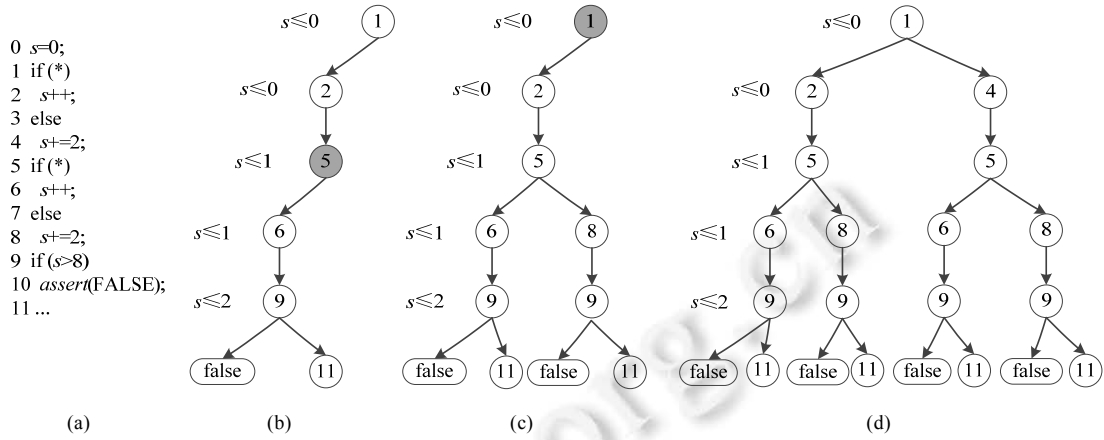 0 s=0;
1 if (*)
2 s++;
3 else
4 s+=2;
5 if (*)
6 s++;
7 else
8 s+=2;
9 if (s>8)
10 assert(FALSE);
11 ...
(a)
s≤0 1
s≤0 2
s≤1 5
s≤1 6
s≤2 9
false 11
(b)
s≤0 1
s≤0 2
s≤1 5
s≤1 6 8
s≤2 9 9
false 11 false 11
(c)
s≤0 1
s≤0 2 4
s≤1 5 5
s≤1 6 8 6 8
s≤2 9 9 9 9
false 11 false 11 false 11 false 11
(d)
org.cn